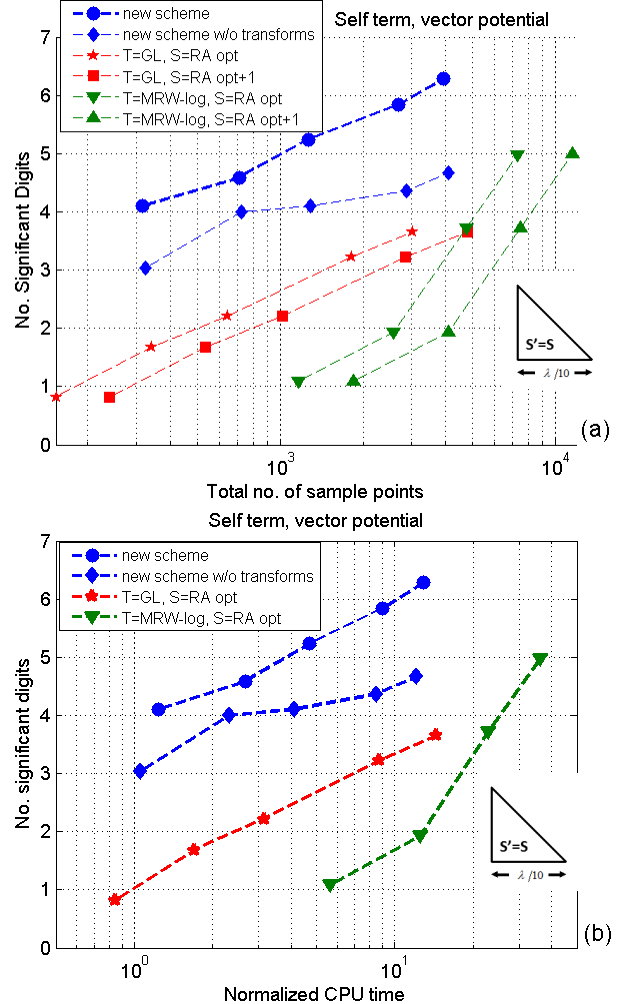 Self term, vector potential
new scheme
new scheme w/o transforms
T=GL, S=RA opt
T=GL, S=RA opt+1
T=MRW-log, S=RA opt
T=MRW-log, S=RA opt+1
No. Significant Digits
7
6
5
4
3
2
1
0
S'=S
λ /10
(a)
10³
10⁴
Total no. of sample points
Self term, vector potential
new scheme
new scheme w/o transforms
T=GL, S=RA opt
T=MRW-log, S=RA opt
No. significant digits
7
6
5
4
3
2
1
0
S'=S
λ /10
(b)
10⁰
10¹
Normalized CPU time